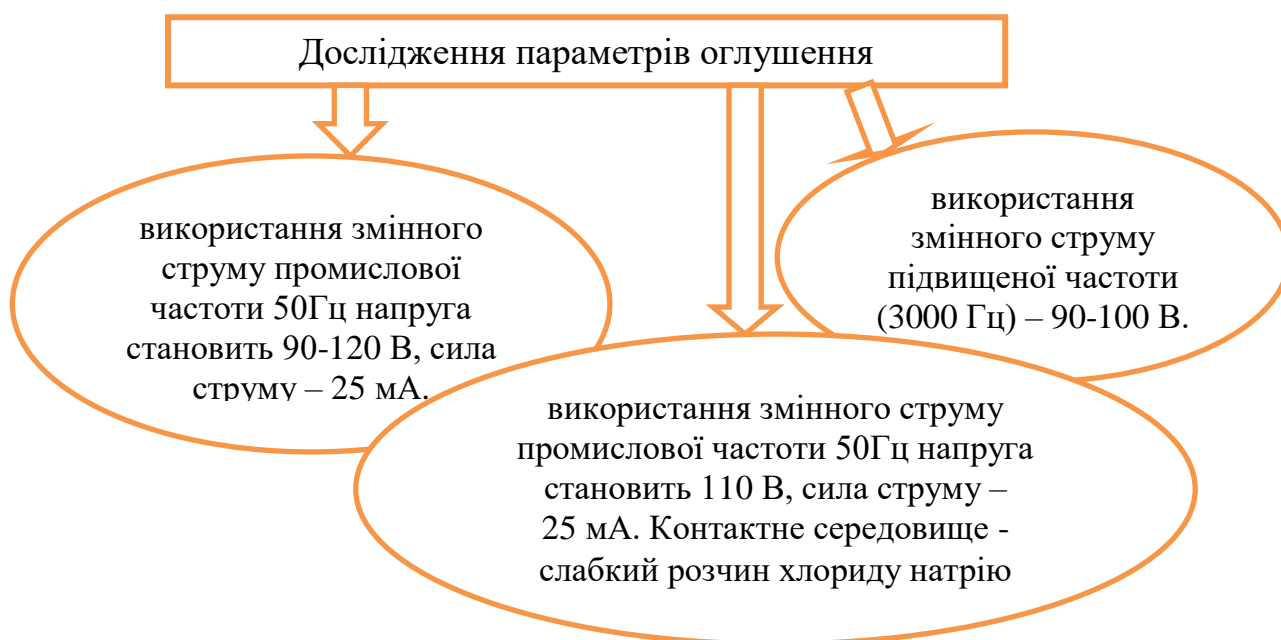 Дослідження параметрів оглушення
використання змінного
струму промислової
частоти 50Гц напруга
становить 90-120 В, сила
струму – 25 мА.
використання
змінного струму
підвищеної частоти
(3000 Гц) – 90-100 В.
використання змінного струму
промислової частоти 50Гц напруга
становить 110 В, сила струму –
25 мА. Контактне середовище -
слабкий розчин хлориду натрію